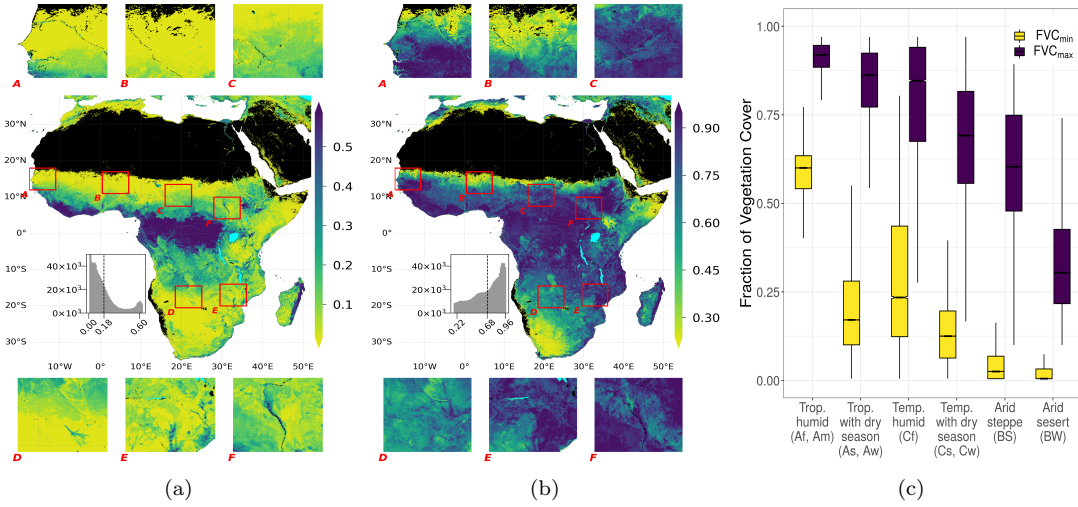 A
B
C
A
B
C
30°N
20°N
10°N
0°
10°S
20°S
30°S
10°W
0°
10°E
20°E
30°E
40°E
50°E
A
B
C
F
D
E
40×10³
20×10³
0×10³
0.00
0.18
0.60
0.5
0.4
0.3
0.2
0.1
30°N
20°N
10°N
0°
10°S
20°S
30°S
10°W
0°
10°E
20°E
30°E
40°E
50°E
A
B
C
F
D
E
40×10³
20×10³
0×10³
0.22
0.68
0.96
0.90
0.75
0.60
0.45
0.30
D
E
F
D
E
F
(a)
(b)
Fraction of Vegetation Cover
1.00
0.75
0.50
0.25
0.00
FVCmin
FVCmax
Trop.
humid
(Af, Am)
Trop.
with dry
season
(As, Aw)
Temp.
humid
(Cf)
Temp.
with dry
season
(Cs, Cw)
Arid
steppe
(BS)
Arid
sesert
(BW)
(c)